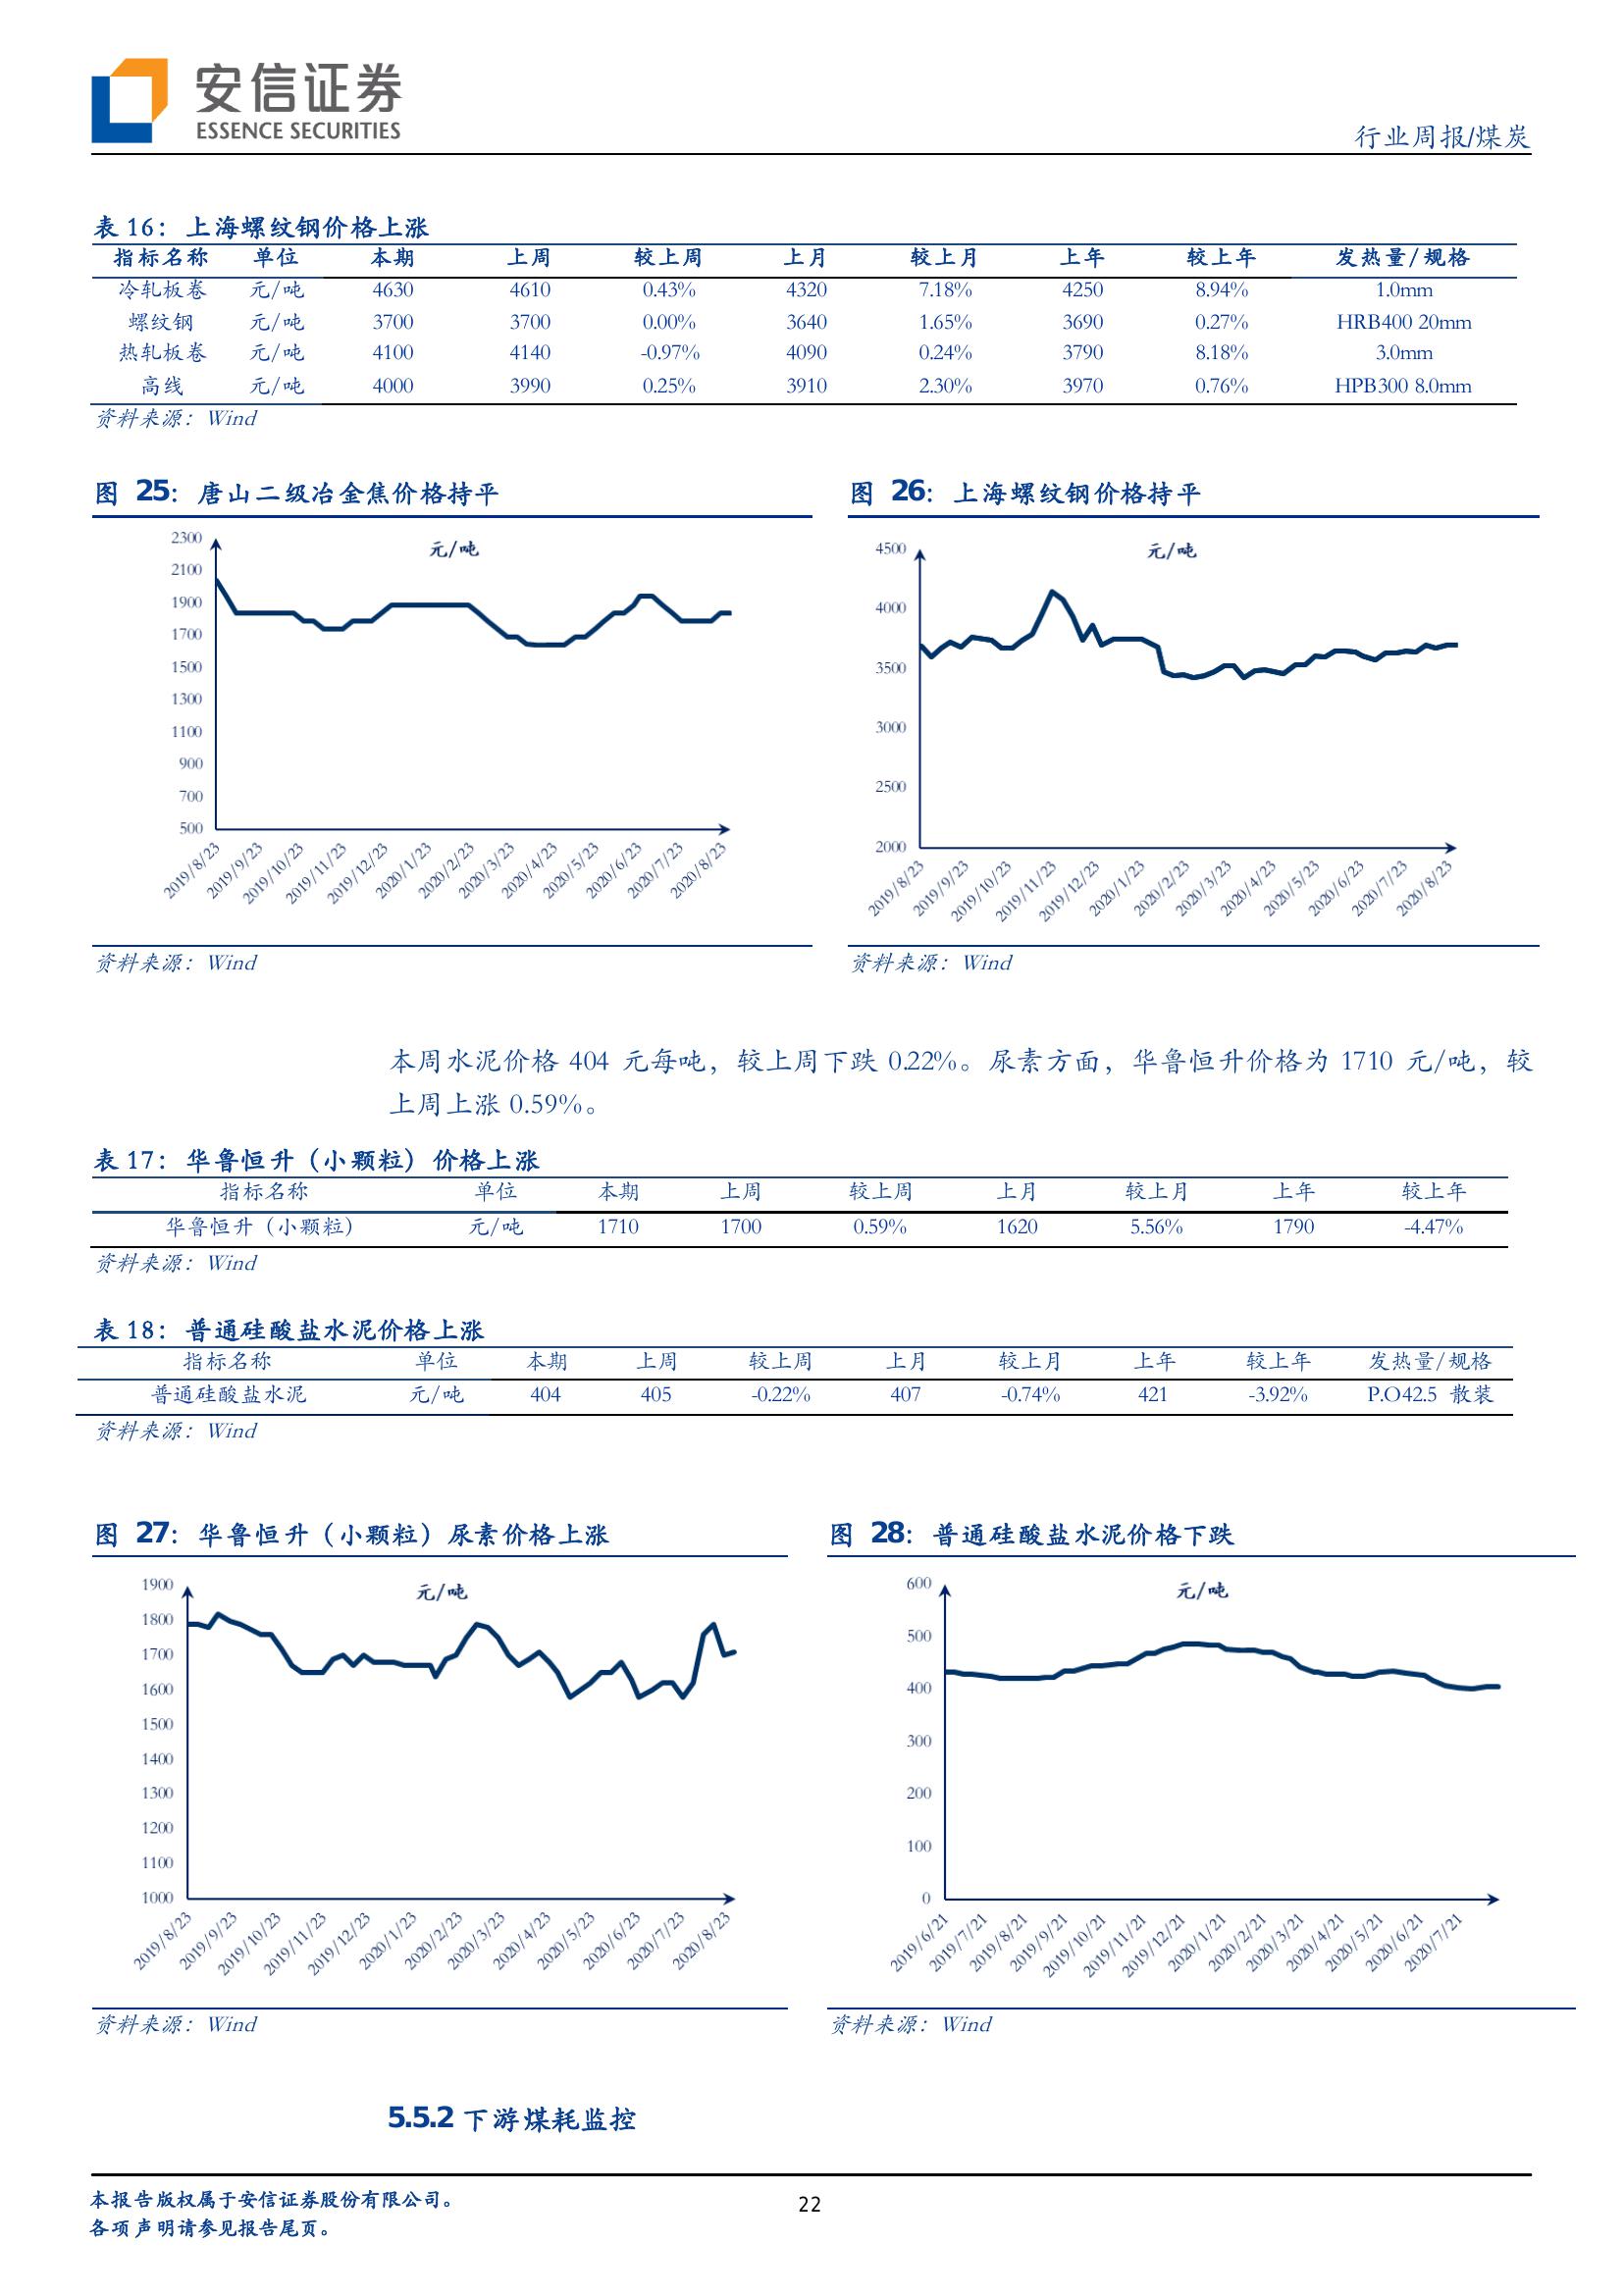 安信证券
ESSENCE SECURITIES
行业周报/煤炭
表 16：上海螺纹钢价格上涨
指标名称 单位 本期 上周 较上周 上月 较上月 上年 较上年 发热量/规格
冷轧板卷 元/吨 4630 4610 0.43% 4320 7.18% 4250 8.94% 1.0mm
螺纹钢 元/吨 3700 3700 0.00% 3640 1.65% 3690 0.27% HRB400 20mm
热轧板卷 元/吨 4100 4140 -0.97% 4090 0.24% 3790 8.18% 3.0mm
高线 元/吨 4000 3990 0.25% 3910 2.30% 3970 0.76% HPB300 8.0mm
资料来源：Wind
图 25：唐山二级冶金焦价格持平
元/吨
2300
2100
1900
1700
1500
1300
1100
900
700
500
2019/8/23 2019/9/23 2019/10/23 2019/11/23 2019/12/23 2020/1/23 2020/2/23 2020/3/23 2020/4/23 2020/5/23 2020/6/23 2020/7/23 2020/8/23
资料来源：Wind
图 26：上海螺纹钢价格持平
元/吨
4500
4000
3500
3000
2500
2000
2019/8/23 2019/9/23 2019/10/23 2019/11/23 2019/12/23 2020/1/23 2020/2/23 2020/3/23 2020/4/23 2020/5/23 2020/6/23 2020/7/23 2020/8/23
资料来源：Wind
本周水泥价格 404 元每吨，较上周下跌 0.22%。尿素方面，华鲁恒升价格为 1710 元/吨，较
上周上涨 0.59%。
表 17：华鲁恒升（小颗粒）价格上涨
指标名称 单位 本期 上周 较上周 上月 较上月 上年 较上年
华鲁恒升（小颗粒） 元/吨 1710 1700 0.59% 1620 5.56% 1790 -4.47%
资料来源：Wind
表 18：普通硅酸盐水泥价格上涨
指标名称 单位 本期 上周 较上周 上月 较上月 上年 较上年 发热量/规格
普通硅酸盐水泥 元/吨 404 405 -0.22% 407 -0.74% 421 -3.92% P.O42.5 散装
资料来源：Wind
图 27：华鲁恒升（小颗粒）尿素价格上涨
元/吨
1900
1800
1700
1600
1500
1400
1300
1200
1100
1000
2019/8/23 2019/9/23 2019/10/23 2019/11/23 2019/12/23 2020/1/23 2020/2/23 2020/3/23 2020/4/23 2020/5/23 2020/6/23 2020/7/23 2020/8/23
资料来源：Wind
图 28：普通硅酸盐水泥价格下跌
元/吨
600
500
400
300
200
100
0
2019/6/21 2019/7/21 2019/8/21 2019/9/21 2019/10/21 2019/11/21 2019/12/21 2020/1/21 2020/2/21 2020/3/21 2020/4/21 2020/5/21 2020/6/21 2020/7/21
资料来源：Wind
5.5.2 下游煤耗监控
本报告版权属于安信证券股份有限公司。
各项声明请参见报告尾页。
22